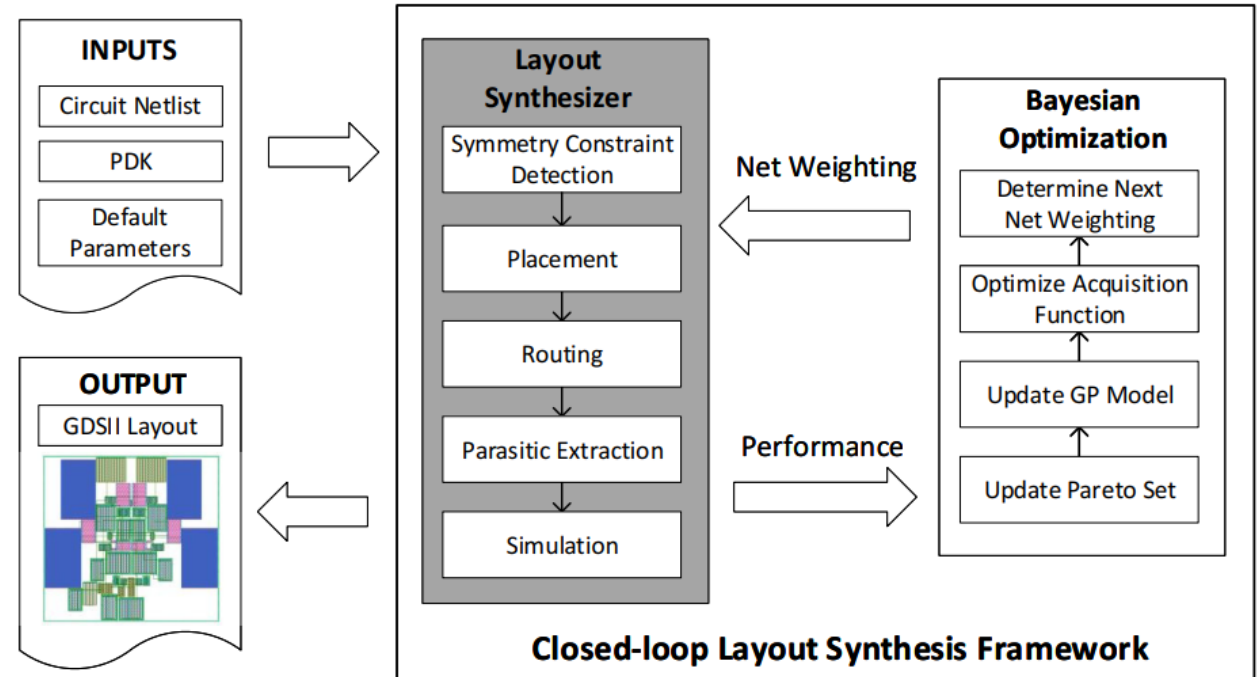 INPUTS
Circuit Netlist
PDK
Default
Parameters
OUTPUT
GDSII Layout
Layout
Synthesizer
Symmetry Constraint
Detection
Placement
Routing
Parasitic Extraction
Simulation
Net Weighting
Performance
Bayesian
Optimization
Determine Next
Net Weighting
Optimize Acquisition
Function
Update GP Model
Update Pareto Set
Closed-loop Layout Synthesis Framework